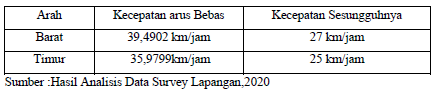 Arah Kecepatan arus Bebas Kecepatan Sesungguhnya
Barat 39,4902 km/jam 27 km/jam
Timur 35,9799km/jam 25 km/jam
Sumber :Hasil Analisis Data Survey Lapangan,2020